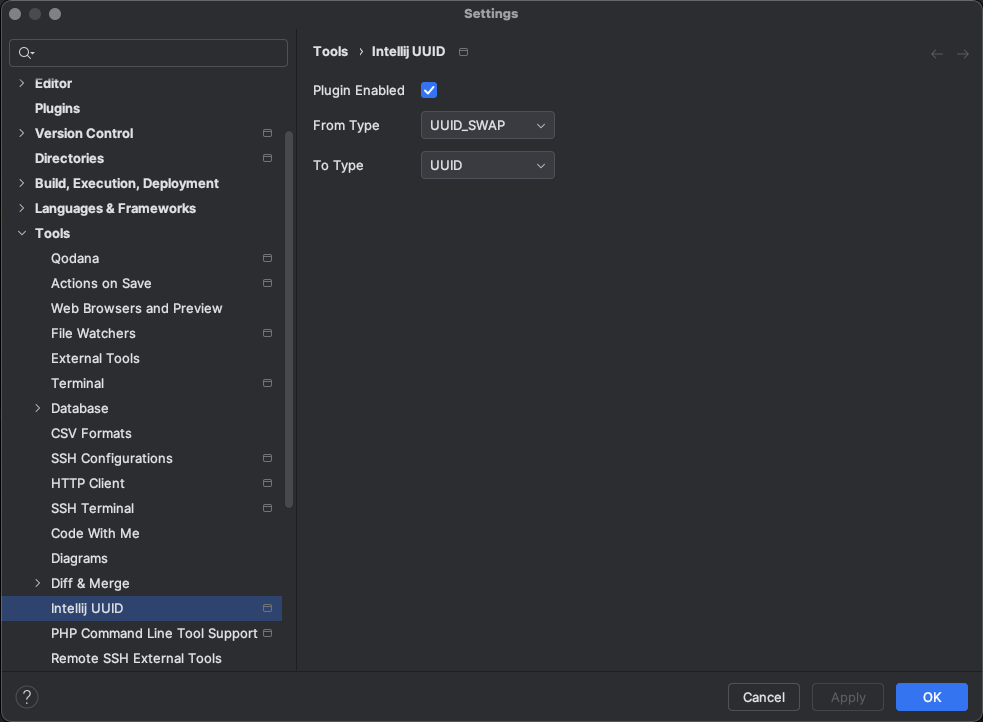 Settings
Tools › Intellij UUID
Editor
Plugins
Version Control
Directories
Build, Execution, Deployment
Languages & Frameworks
Tools
Qodana
Actions on Save
Web Browsers and Preview
File Watchers
External Tools
Terminal
Database
CSV Formats
SSH Configurations
HTTP Client
SSH Terminal
Code With Me
Diagrams
Diff & Merge
Intellij UUID
PHP Command Line Tool Support
Remote SSH External Tools
Plugin Enabled
From Type UUID_SWAP
To Type UUID
?
Cancel Apply OK